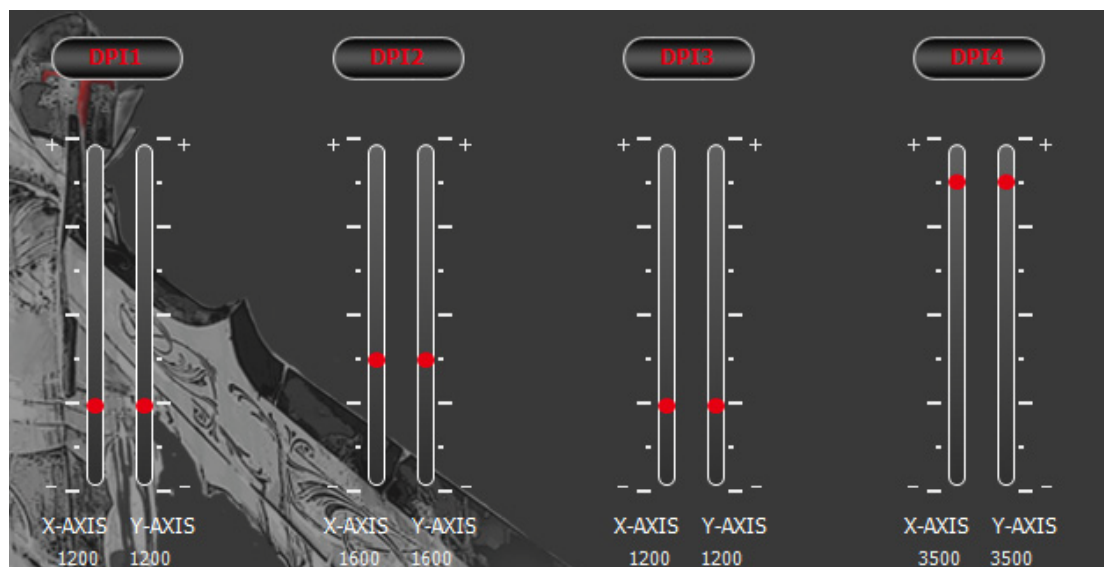 DPI1 DPI2 DPI3 DPI4
+ + + + + + + +
- - - - - - - -
X-AXIS Y-AXIS X-AXIS Y-AXIS X-AXIS Y-AXIS X-AXIS Y-AXIS
1200 1200 1600 1600 1200 1200 3500 3500